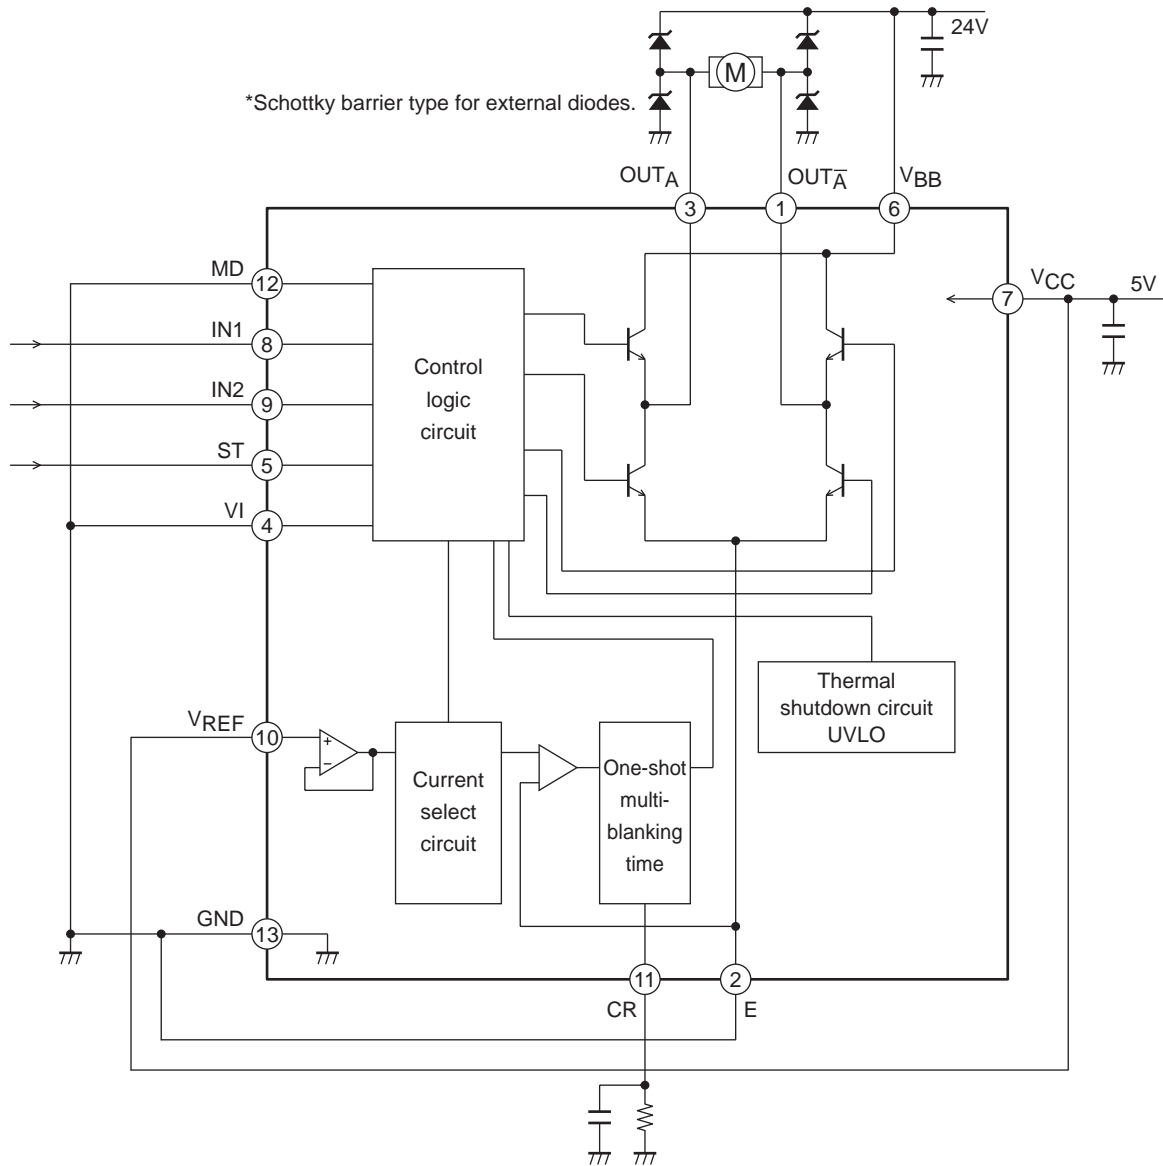 24V
M
*Schottky barrier type for external diodes.
OUTA
OUTA̅
VBB
3
1
6
MD
12
VCC
5V
7
IN1
8
IN2
9
ST
5
VI
4
Control
logic
circuit
Thermal
shutdown circuit
UVLO
VREF
10
+
−
Current
select
circuit
One-shot
multi-
blanking
time
GND
13
11
2
CR
E